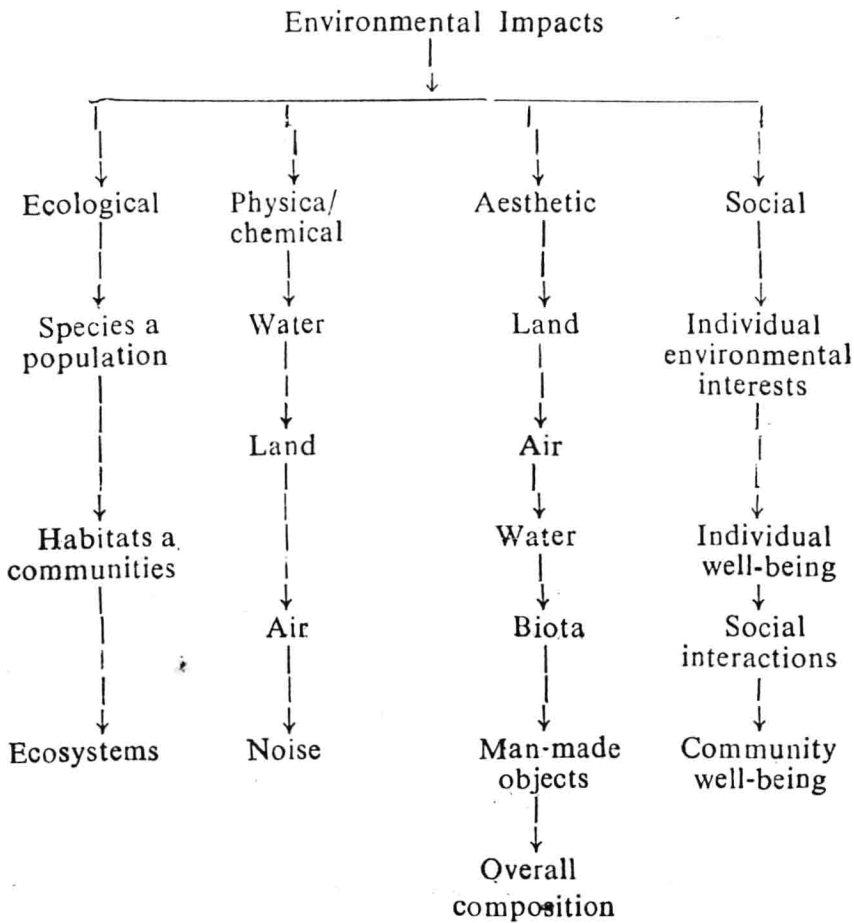 Environmental Impacts
Ecological
Physica/
chemical
Aesthetic
Social
Species a
population
Water
Land
Individual
environmental
interests
Land
Air
Habitats a
communities
Water
Individual
well-being
Air
Biota
Social
interactions
Ecosystems
Noise
Man-made
objects
Community
well-being
Overall
composition